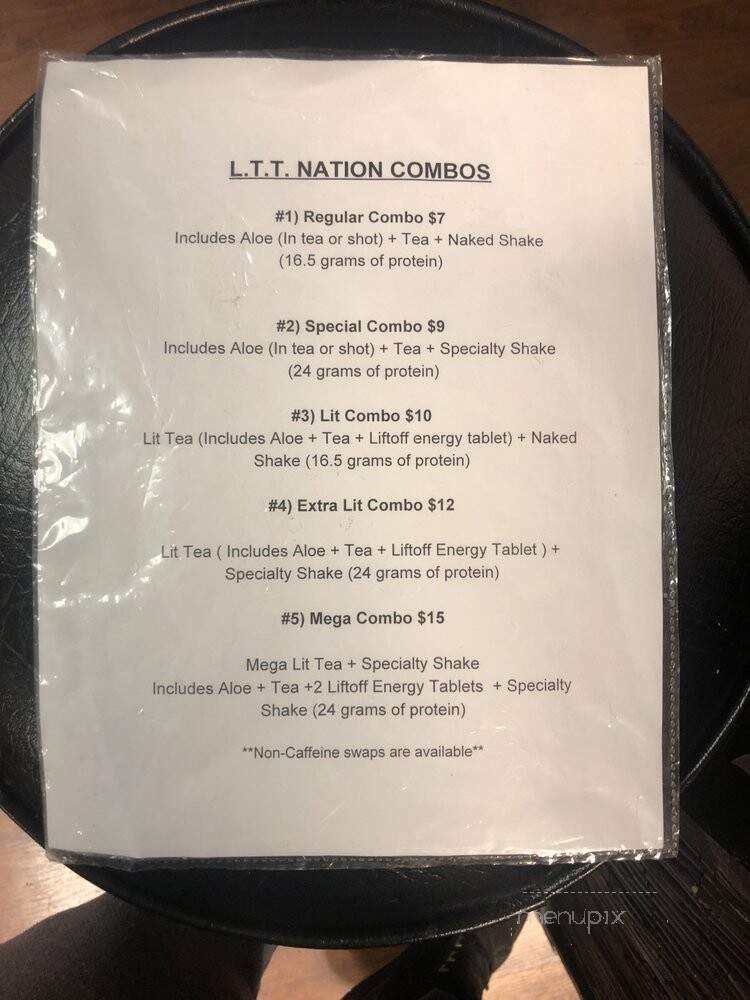 L.T.T. NATION COMBOS
#1) Regular Combo $7
Includes Aloe (In tea or shot) + Tea + Naked Shake
(16.5 grams of protein)
#2) Special Combo $9
Includes Aloe (In tea or shot) + Tea + Specialty Shake
(24 grams of protein)
#3) Lit Combo $10
Lit Tea (Includes Aloe + Tea + Liftoff energy tablet) + Naked
Shake (16.5 grams of protein)
#4) Extra Lit Combo $12
Lit Tea ( Includes Aloe + Tea + Liftoff Energy Tablet ) +
Specialty Shake (24 grams of protein)
#5) Mega Combo $15
Mega Lit Tea + Specialty Shake
Includes Aloe + Tea +2 Liftoff Energy Tablets + Specialty
Shake (24 grams of protein)
**Non-Caffeine swaps are available**
menupix